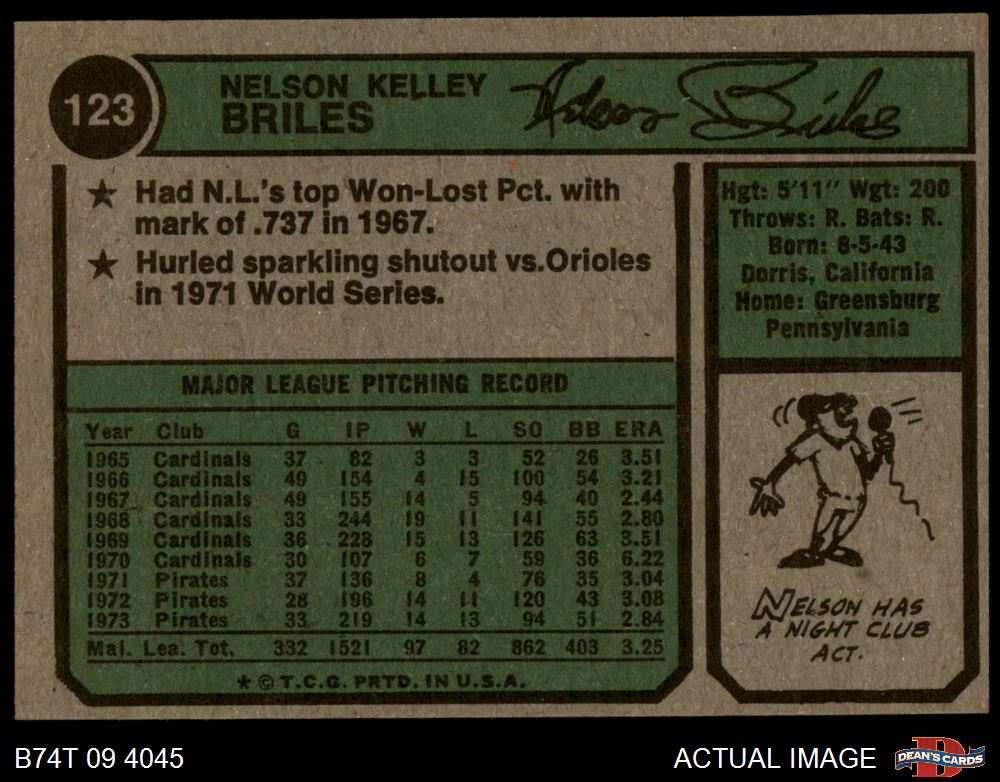 123
NELSON KELLEY
BRILES
Nelson Briles
★ Had N.L.'s top Won-Lost Pct. with
mark of .737 in 1967.
★ Hurled sparkling shutout vs.Orioles
in 1971 World Series.
Hgt: 5'11" Wgt: 200
Throws: R. Bats: R.
Born: 8-5-43
Dorris, California
Home: Greensburg
Pennsylvania
MAJOR LEAGUE PITCHING RECORD
Year Club G IP W L SO BB ERA
1965 Cardinals 37 82 3 3 52 26 3.51
1966 Cardinals 49 154 4 15 100 54 3.21
1967 Cardinals 49 155 14 5 94 40 2.44
1968 Cardinals 33 244 19 11 141 55 2.80
1969 Cardinals 36 228 15 13 126 63 3.51
1970 Cardinals 30 107 6 7 59 36 6.22
1971 Pirates 37 136 8 4 76 35 3.04
1972 Pirates 28 196 14 11 120 43 3.08
1973 Pirates 33 219 14 13 94 51 2.84
Maj. Lea. Tot. 332 1521 97 82 862 403 3.25
★ © T.C.G. PRTD. IN U.S.A.
NELSON HAS
A NIGHT CLUB
ACT.
B74T 09 4045
ACTUAL IMAGE
D
DEAN'S CARDS